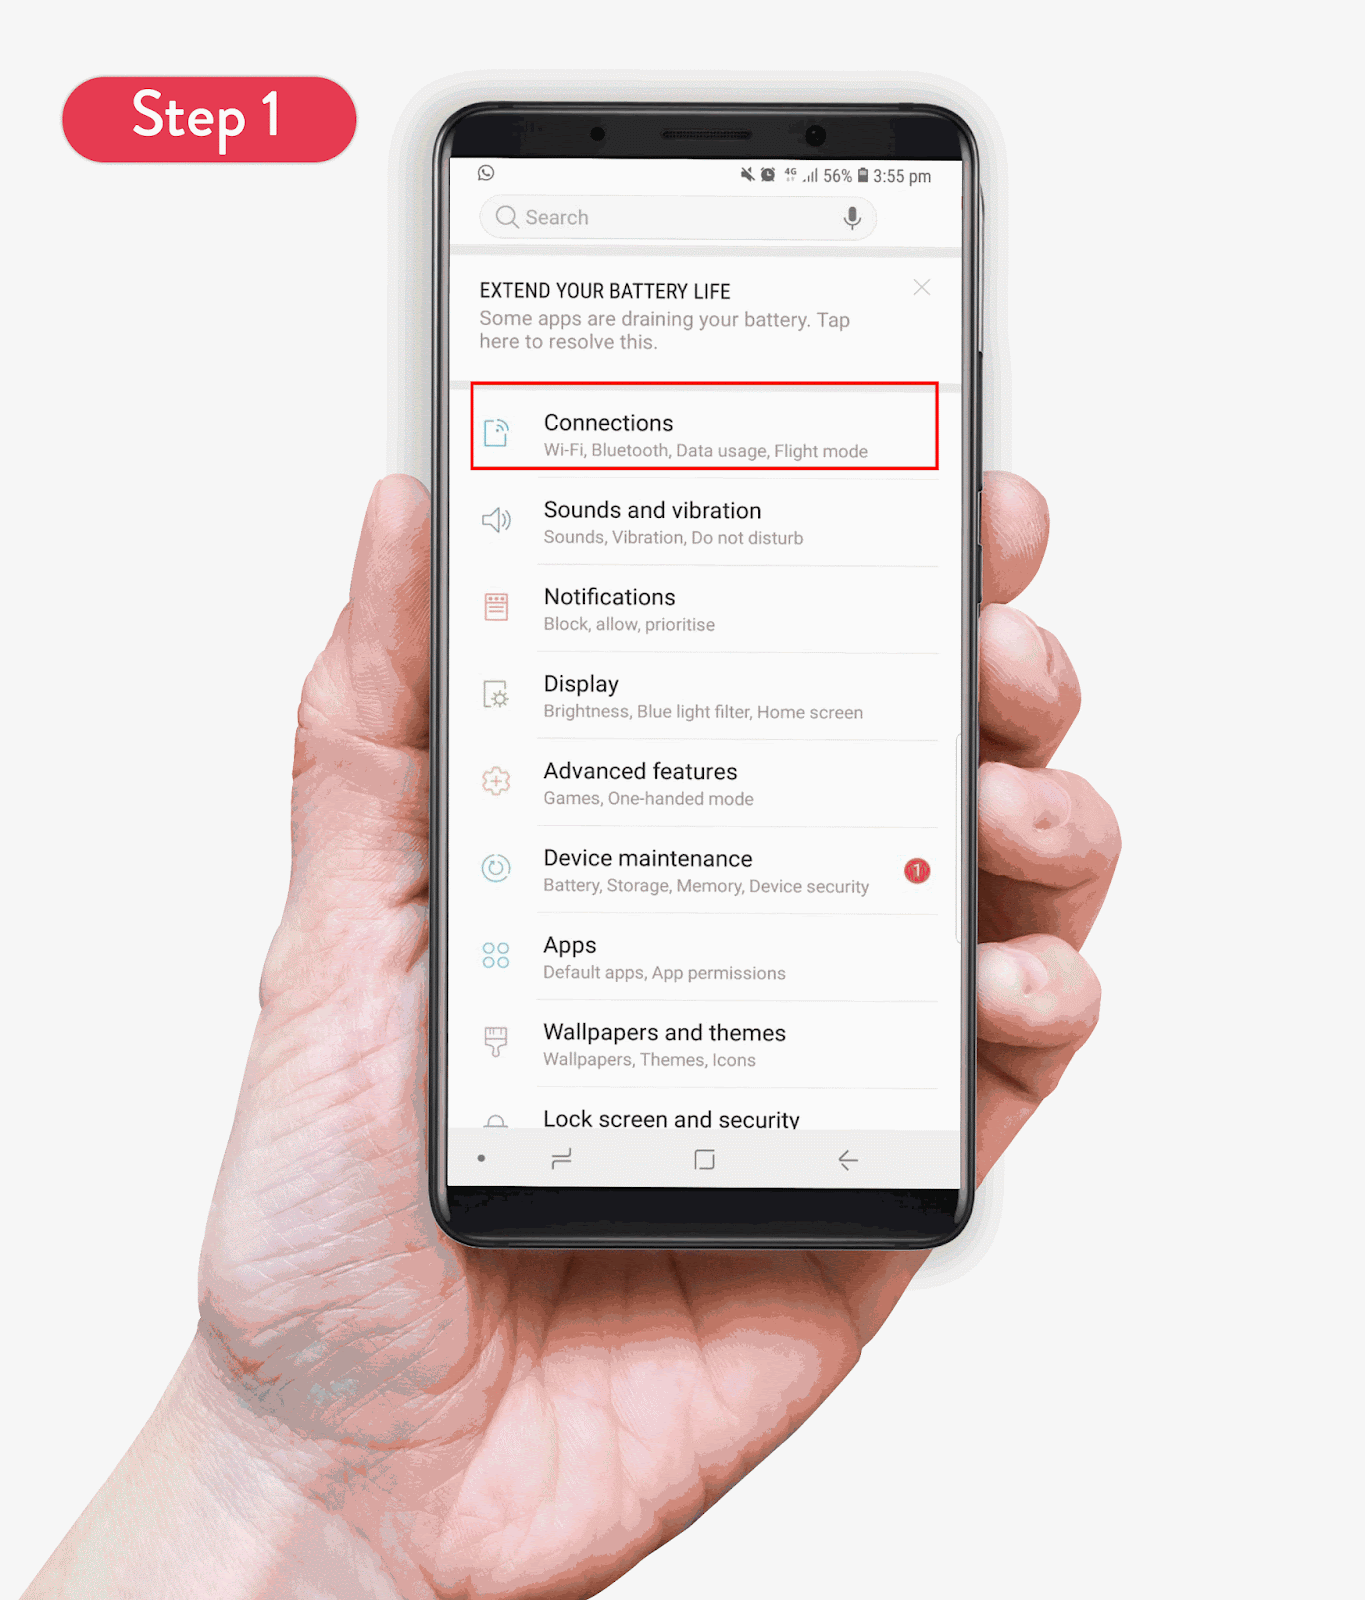 Step 1
4G 56% 3:55 pm
Search
EXTEND YOUR BATTERY LIFE
Some apps are draining your battery. Tap
here to resolve this.
Connections
Wi-Fi, Bluetooth, Data usage, Flight mode
Sounds and vibration
Sounds, Vibration, Do not disturb
Notifications
Block, allow, prioritise
Display
Brightness, Blue light filter, Home screen
Advanced features
Games, One-handed mode
Device maintenance
1
Battery, Storage, Memory, Device security
Apps
Default apps, App permissions
Wallpapers and themes
Wallpapers, Themes, Icons
Lock screen and security